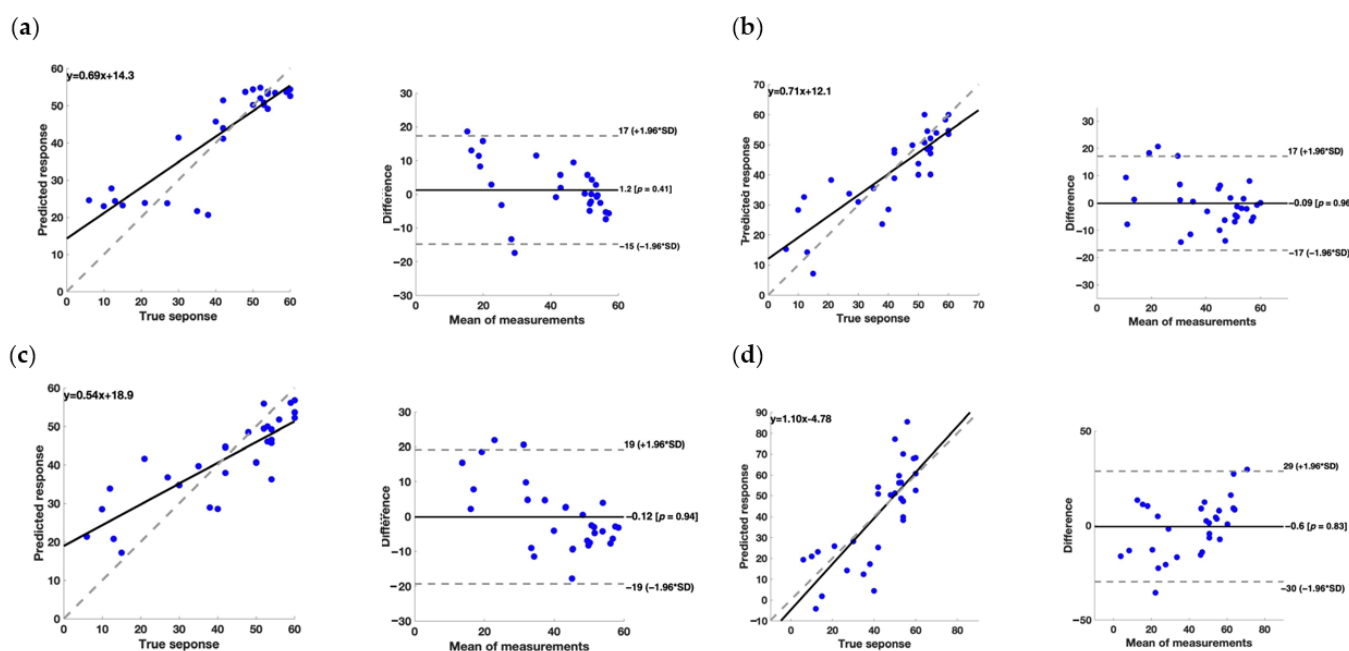 (a)
y=0.69x+14.3
Predicted response
60
50
40
30
20
10
0
0 10 20 30 40 50 60
True seponse
Difference
30
20
10
0
−10
−20
−30
17 (+1.96*SD)
1.2 [p = 0.41]
−15 (−1.96*SD)
0 20 40 60
Mean of measurements
(b)
y=0.71x+12.1
Predicted response
70
60
50
40
30
20
10
0
0 10 20 30 40 50 60 70
True seponse
Difference
30
20
10
0
−10
−20
−30
17 (+1.96*SD)
−0.09 [p = 0.96
−17 (−1.96*SD)
0 20 40 60
Mean of measurements
(c)
y=0.54x+18.9
Predicted response
60
50
40
30
20
10
0
0 10 20 30 40 50 60
True seponse
Difference
30
20
10
0
−10
−20
−30
19 (+1.96*SD)
−0.12 [p = 0.94]
−19 (−1.96*SD)
0 20 40 60
Mean of measurements
(d)
y=1.10x−4.78
Predicted response
90
80
70
60
50
40
30
20
10
0
−10
0 20 40 60 80
True seponse
Difference
50
0
−50
29 (+1.96*SD)
−0.6 [p = 0.83]
−30 (−1.96*SD)
0 20 40 60 80
Mean of measurements